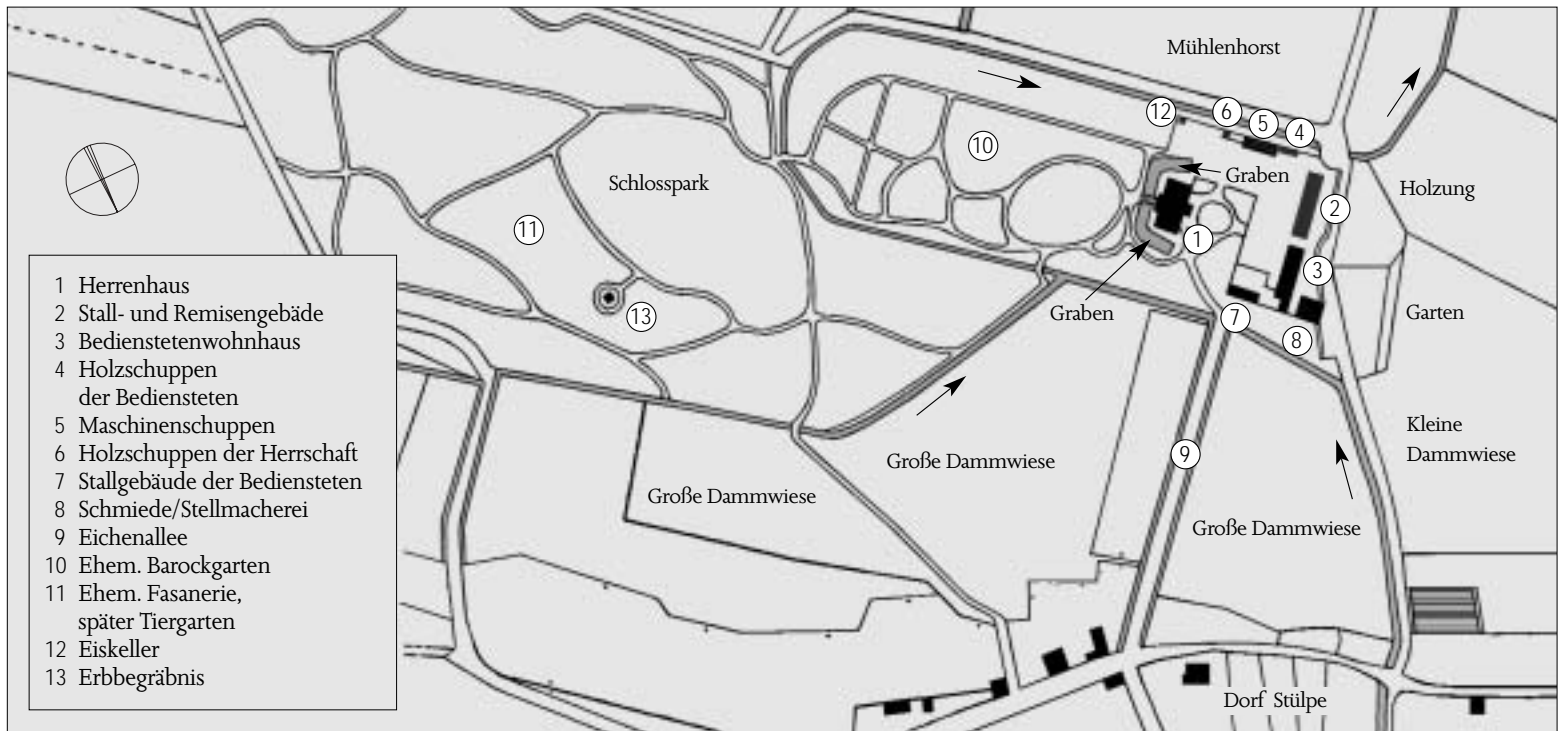 Mühlenhorst
12
6
5
4
10
Graben
Schlosspark
Holzung
2
11
1
3
13
Graben
7
Garten
8
1 Herrenhaus
2 Stall- und Remisengebäde
3 Bedienstetenwohnhaus
4 Holzschuppen
der Bediensteten
5 Maschinenschuppen
6 Holzschuppen der Herrschaft
7 Stallgebäude der Bediensteten
8 Schmiede/Stellmacherei
9 Eichenallee
10 Ehem. Barockgarten
11 Ehem. Fasanerie,
später Tiergarten
12 Eiskeller
13 Erbbegräbnis
Kleine
Dammwiese
9
Große Dammwiese
Große Dammwiese
Große Dammwiese
Dorf Stülpe